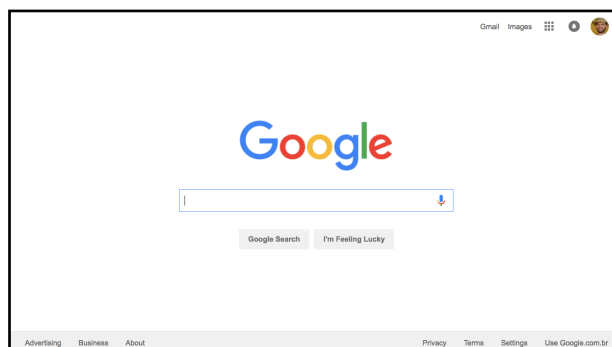 Gmail Images
Google
Google Search I'm Feeling Lucky
Advertising Business About Privacy Terms Settings Use Google.com.br